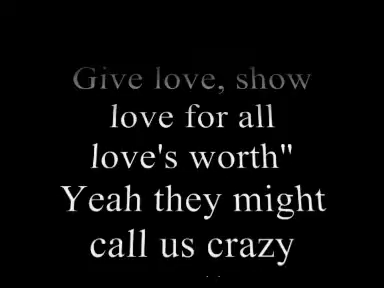 Give love, show
love for all
love's worth"
Yeah they might
call us crazy